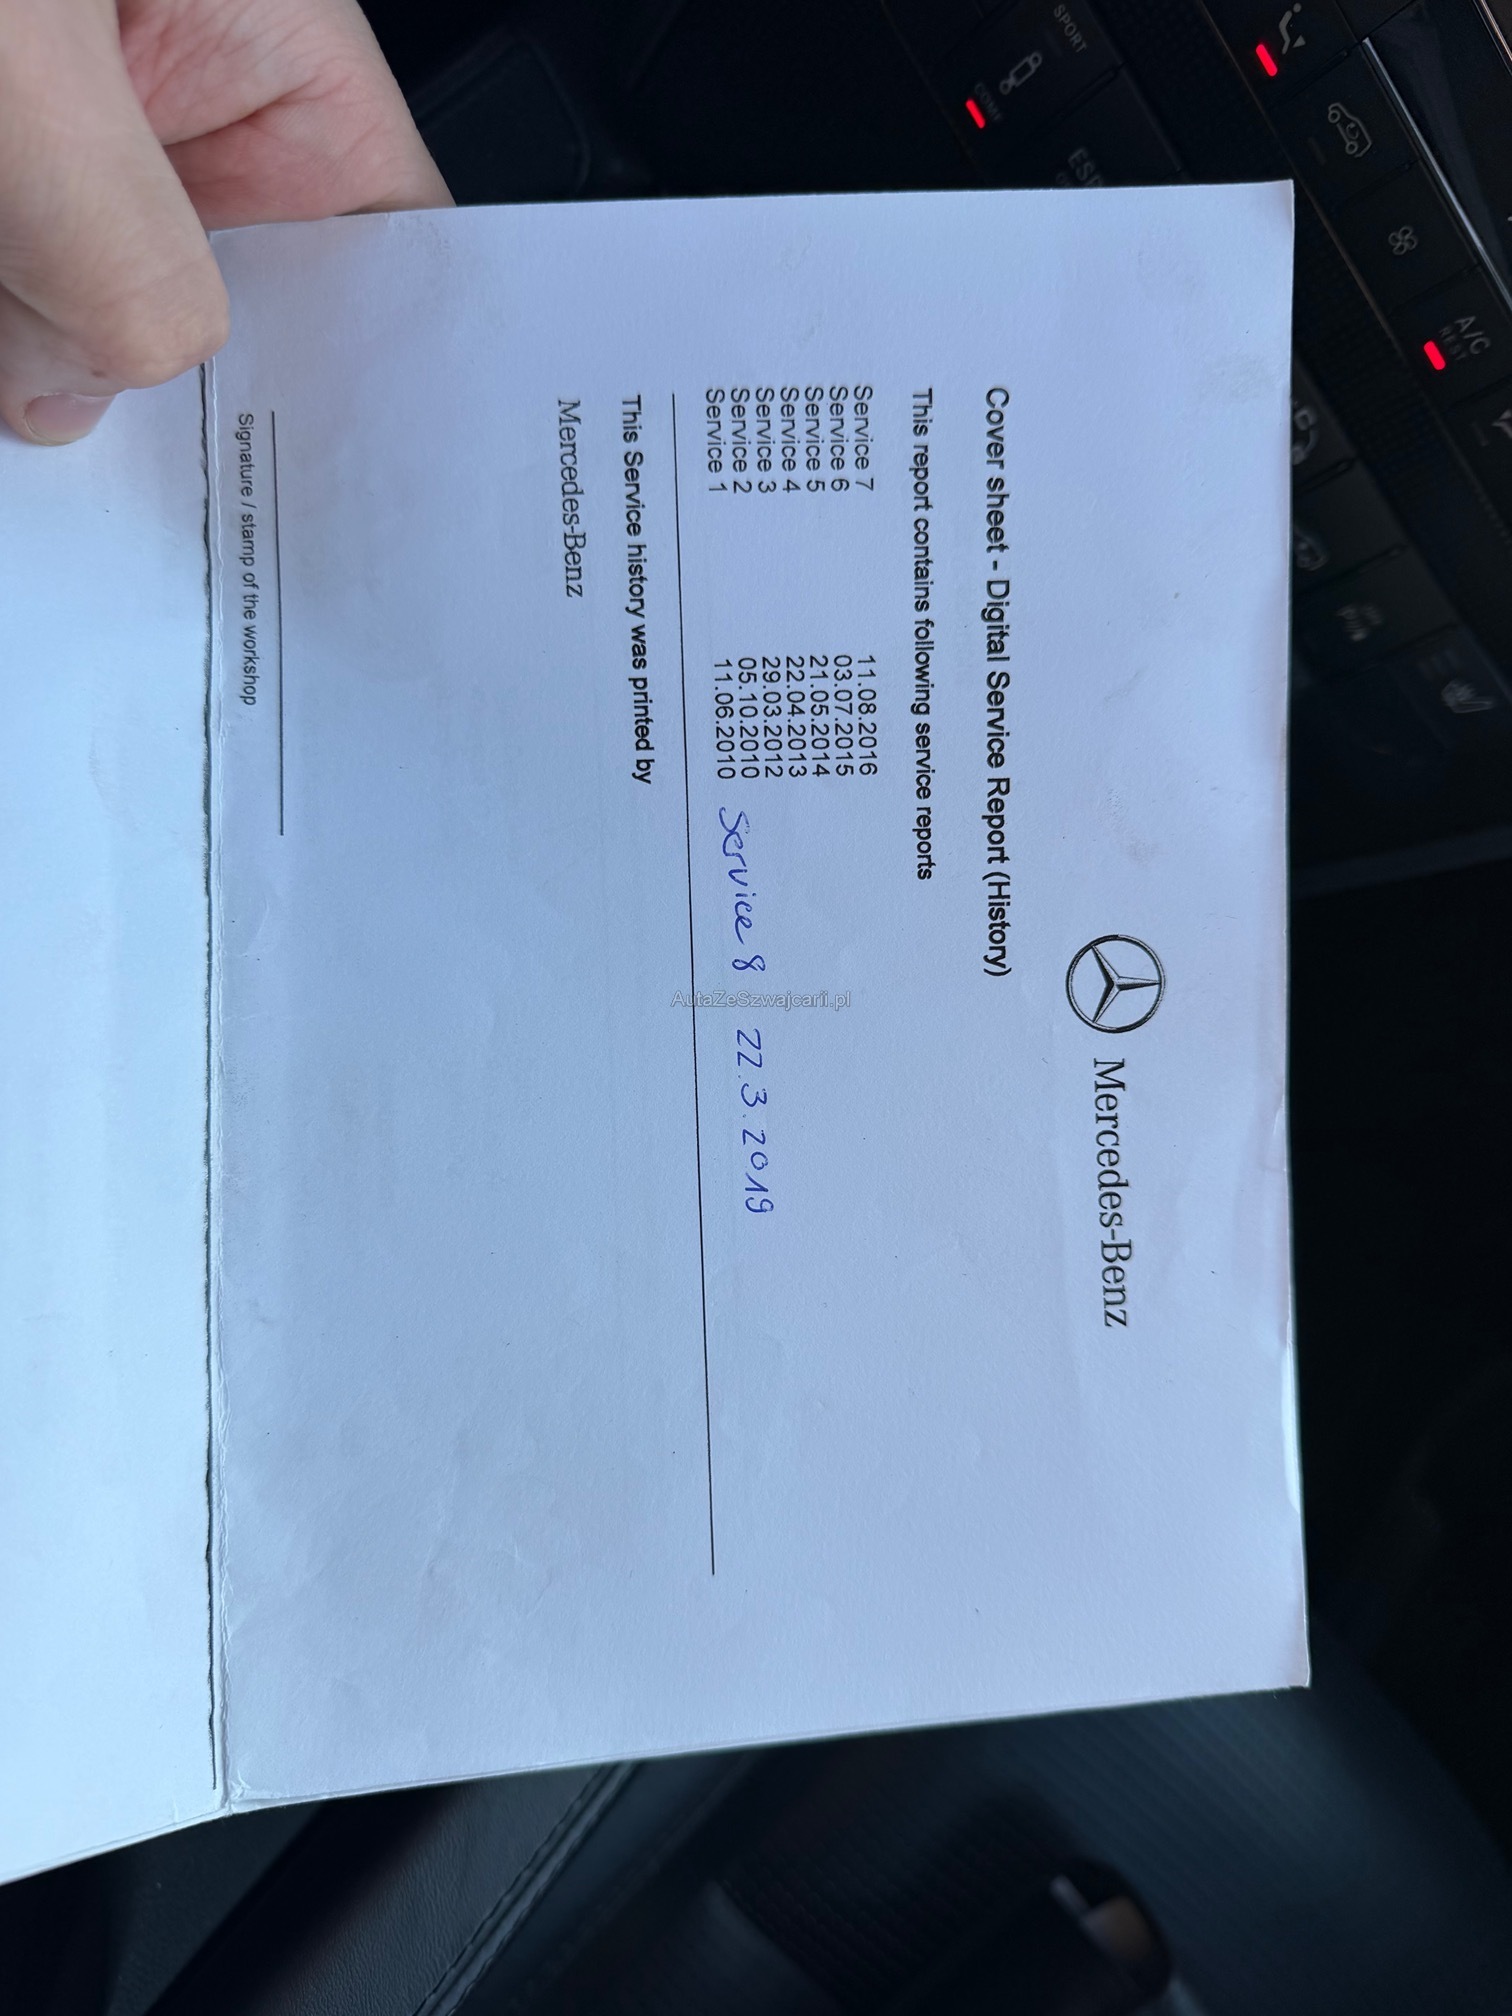 Mercedes-Benz
Cover sheet - Digital Service Report (History)
This report contains following service reports
Service 7 11.08.2016
Service 6 03.07.2015
Service 5 21.05.2014
Service 4 22.04.2013
Service 3 29.03.2012
Service 2 05.10.2010
Service 1 11.06.2010 Service 8 22.3.2019
This Service history was printed by
Mercedes-Benz
Signature / stamp of the workshop
AutaZeSzwajcarii.pl
SPORT
COMF
A/C
REST